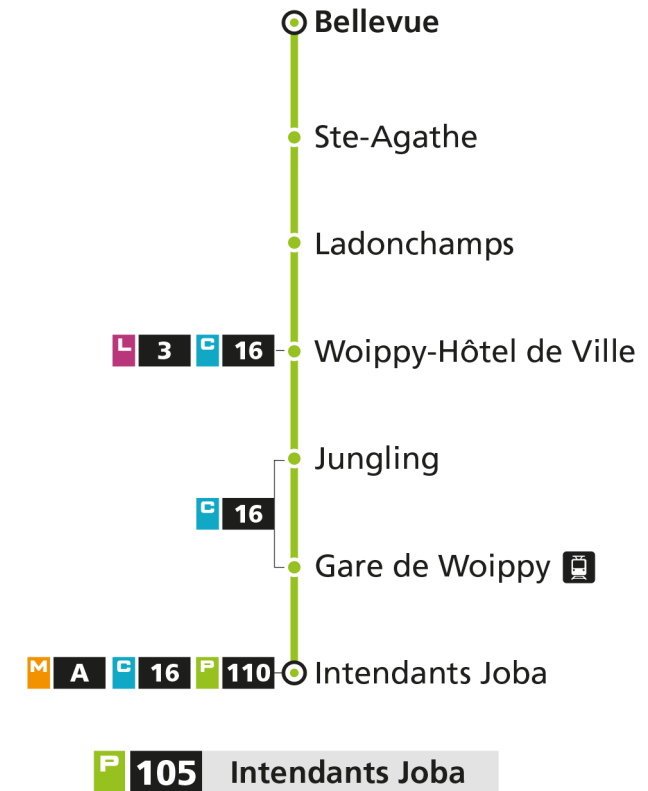 Bellevue
Ste-Agathe
Ladonchamps
L 3 C 16 Woippy-Hôtel de Ville
Jungling
C 16
Gare de Woippy
M A C 16 P 110 Intendants Joba
P 105 Intendants Joba